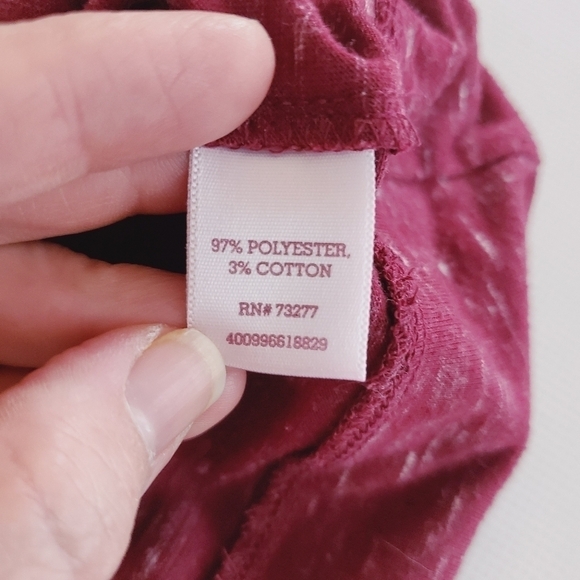 97% POLYESTER,
3% COTTON
RN# 73277
400996618829